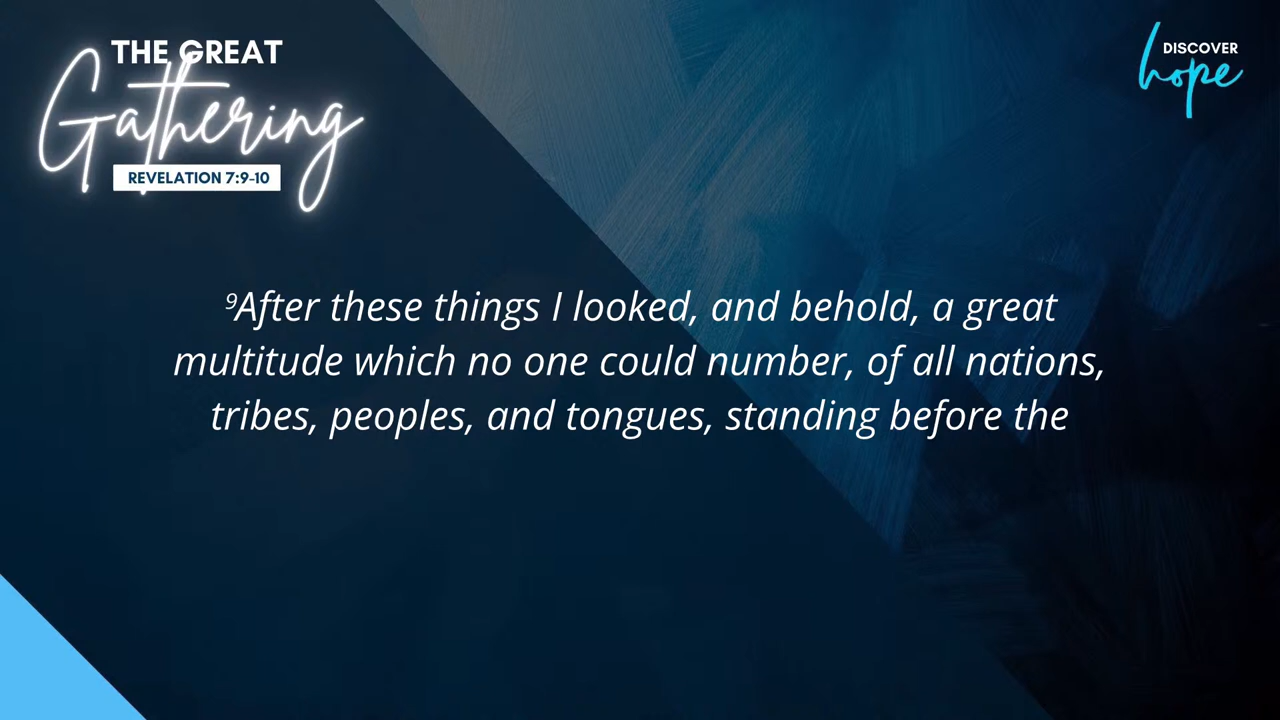 THE GREAT
Gathering
REVELATION 7:9-10
DISCOVER
hope
⁹After these things I looked, and behold, a great
multitude which no one could number, of all nations,
tribes, peoples, and tongues, standing before the